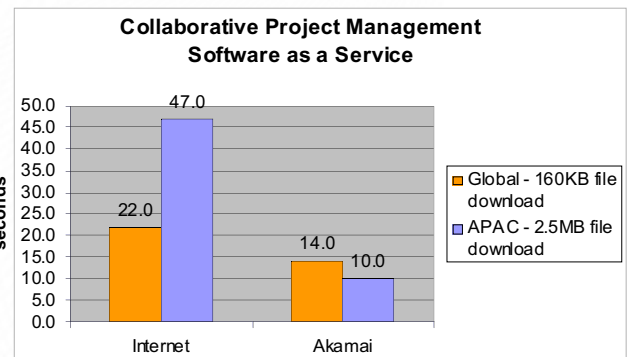 Collaborative Project Management
Software as a Service
seconds
50.0
45.0
40.0
35.0
30.0
25.0
20.0
15.0
10.0
5.0
0.0
47.0
22.0
14.0
10.0
Internet
Akamai
Global - 160KB file
download
APAC - 2.5MB file
download